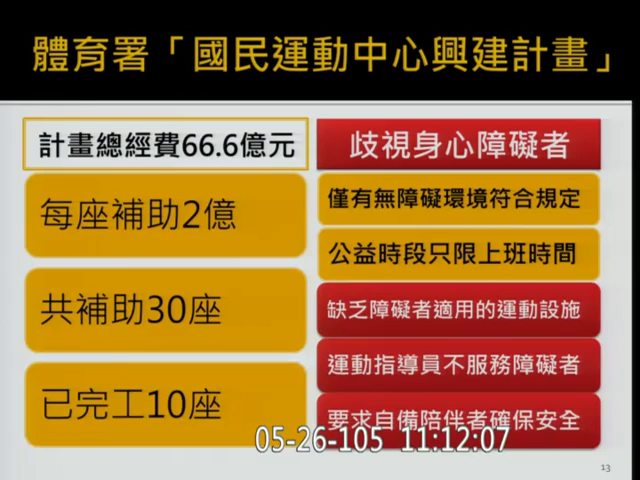 體育署「國民運動中心興建計畫」
計畫總經費66.6億元
每座補助2億
共補助30座
已完工10座
歧視身心障礙者
僅有無障礙環境符合規定
公益時段只限上班時間
缺乏障礙者適用的運動設施
運動指導員不服務障礙者
要求自備陪伴者確保安全
05-26-105 11:12:07
13